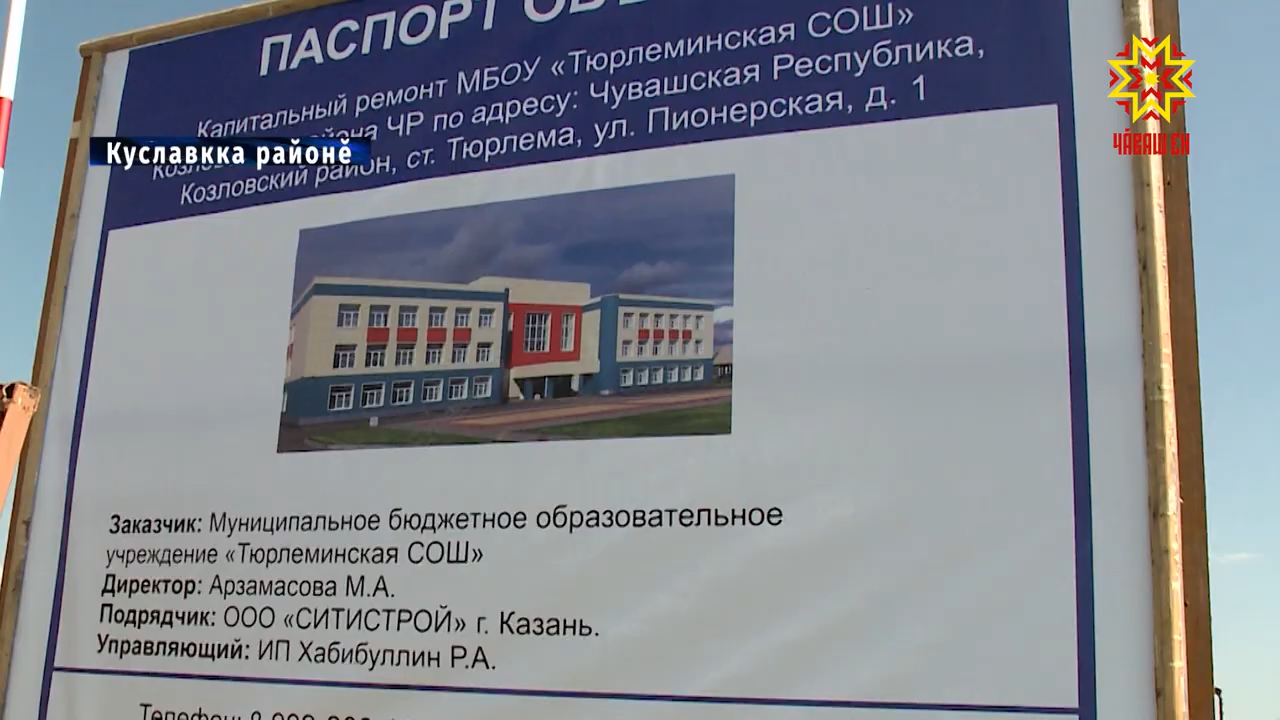 ПАСПОРТ
Капитальный ремонт МБОУ «Тюрлеминская СОШ»
ЧР по адресу: Чувашская Республика,
Козловский район, ст. Тюрлема, ул. Пионерская, д. 1
Куславкка районӗ
ЧӐВАШ ЕН
Заказчик: Муниципальное бюджетное образовательное
учреждение «Тюрлеминская СОШ»
Директор: Арзамасова М.А.
Подрядчик: ООО «СИТИСТРОЙ» г. Казань.
Управляющий: ИП Хабибуллин Р.А.